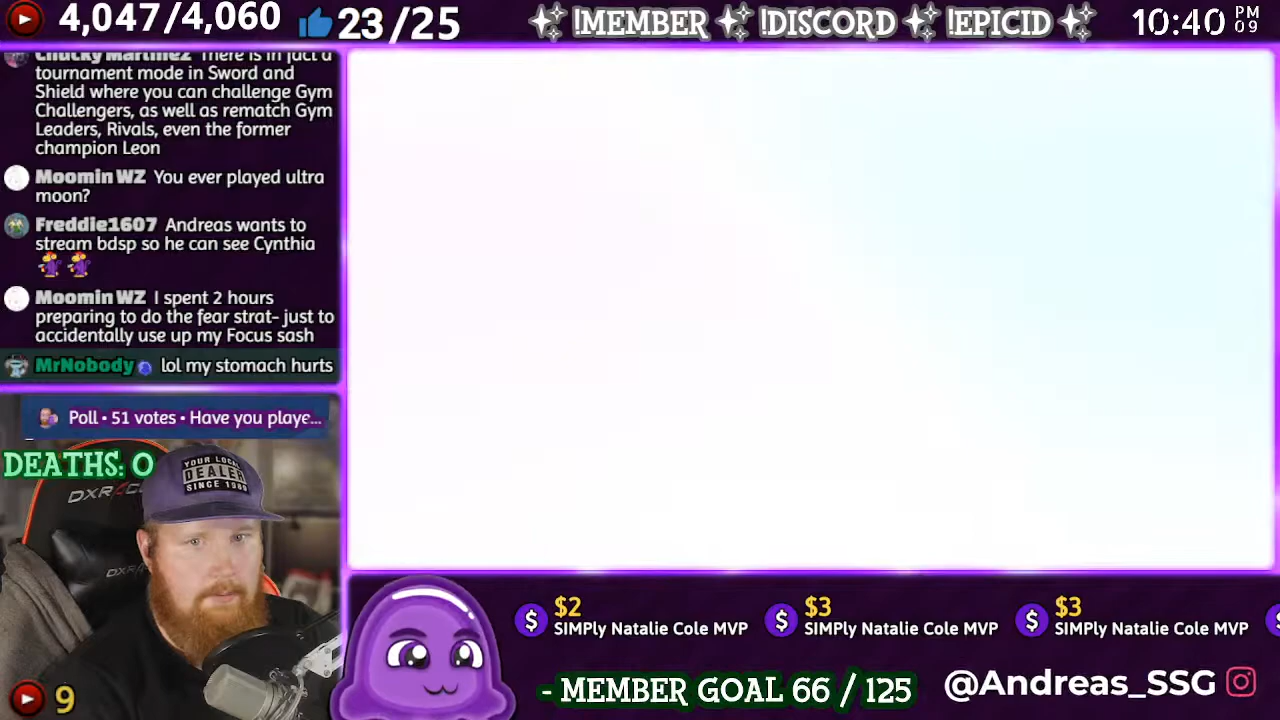 4,047/4,060 23/25 !MEMBER !DISCORD !EPICID 10:40 PM 09
Chucky Martinez There is in fact a
tournament mode in Sword and
Shield where you can challenge Gym
Challengers, as well as rematch Gym
Leaders, Rivals, even the former
champion Leon
Moomin WZ You ever played ultra
moon?
Freddie1607 Andreas wants to
stream bdsp so he can see Cynthia
Moomin WZ I spent 2 hours
preparing to do the fear strat- just to
accidentally use up my Focus sash
MrNobody lol my stomach hurts
Poll • 51 votes • Have you playe...
DEATHS: 0
YOUR LOCAL
DEALER
SINCE 1989
DXRAC
DXR
9
$ $2 $ $3 $ $3
SIMPly Natalie Cole MVP SIMPly Natalie Cole MVP SIMPly Natalie Cole MVP
- MEMBER GOAL 66 / 125
@Andreas_SSG